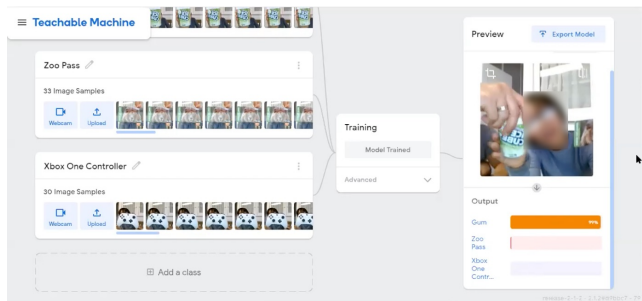 Teachable Machine
Zoo Pass
33 Image Samples
Webcam
Upload
Xbox One Controller
30 Image Samples
Webcam
Upload
Add a class
Training
Model Trained
Advanced
Preview
Export Model
Output
Gum
99%
Zoo
Pass
Xbox
One
Contr...